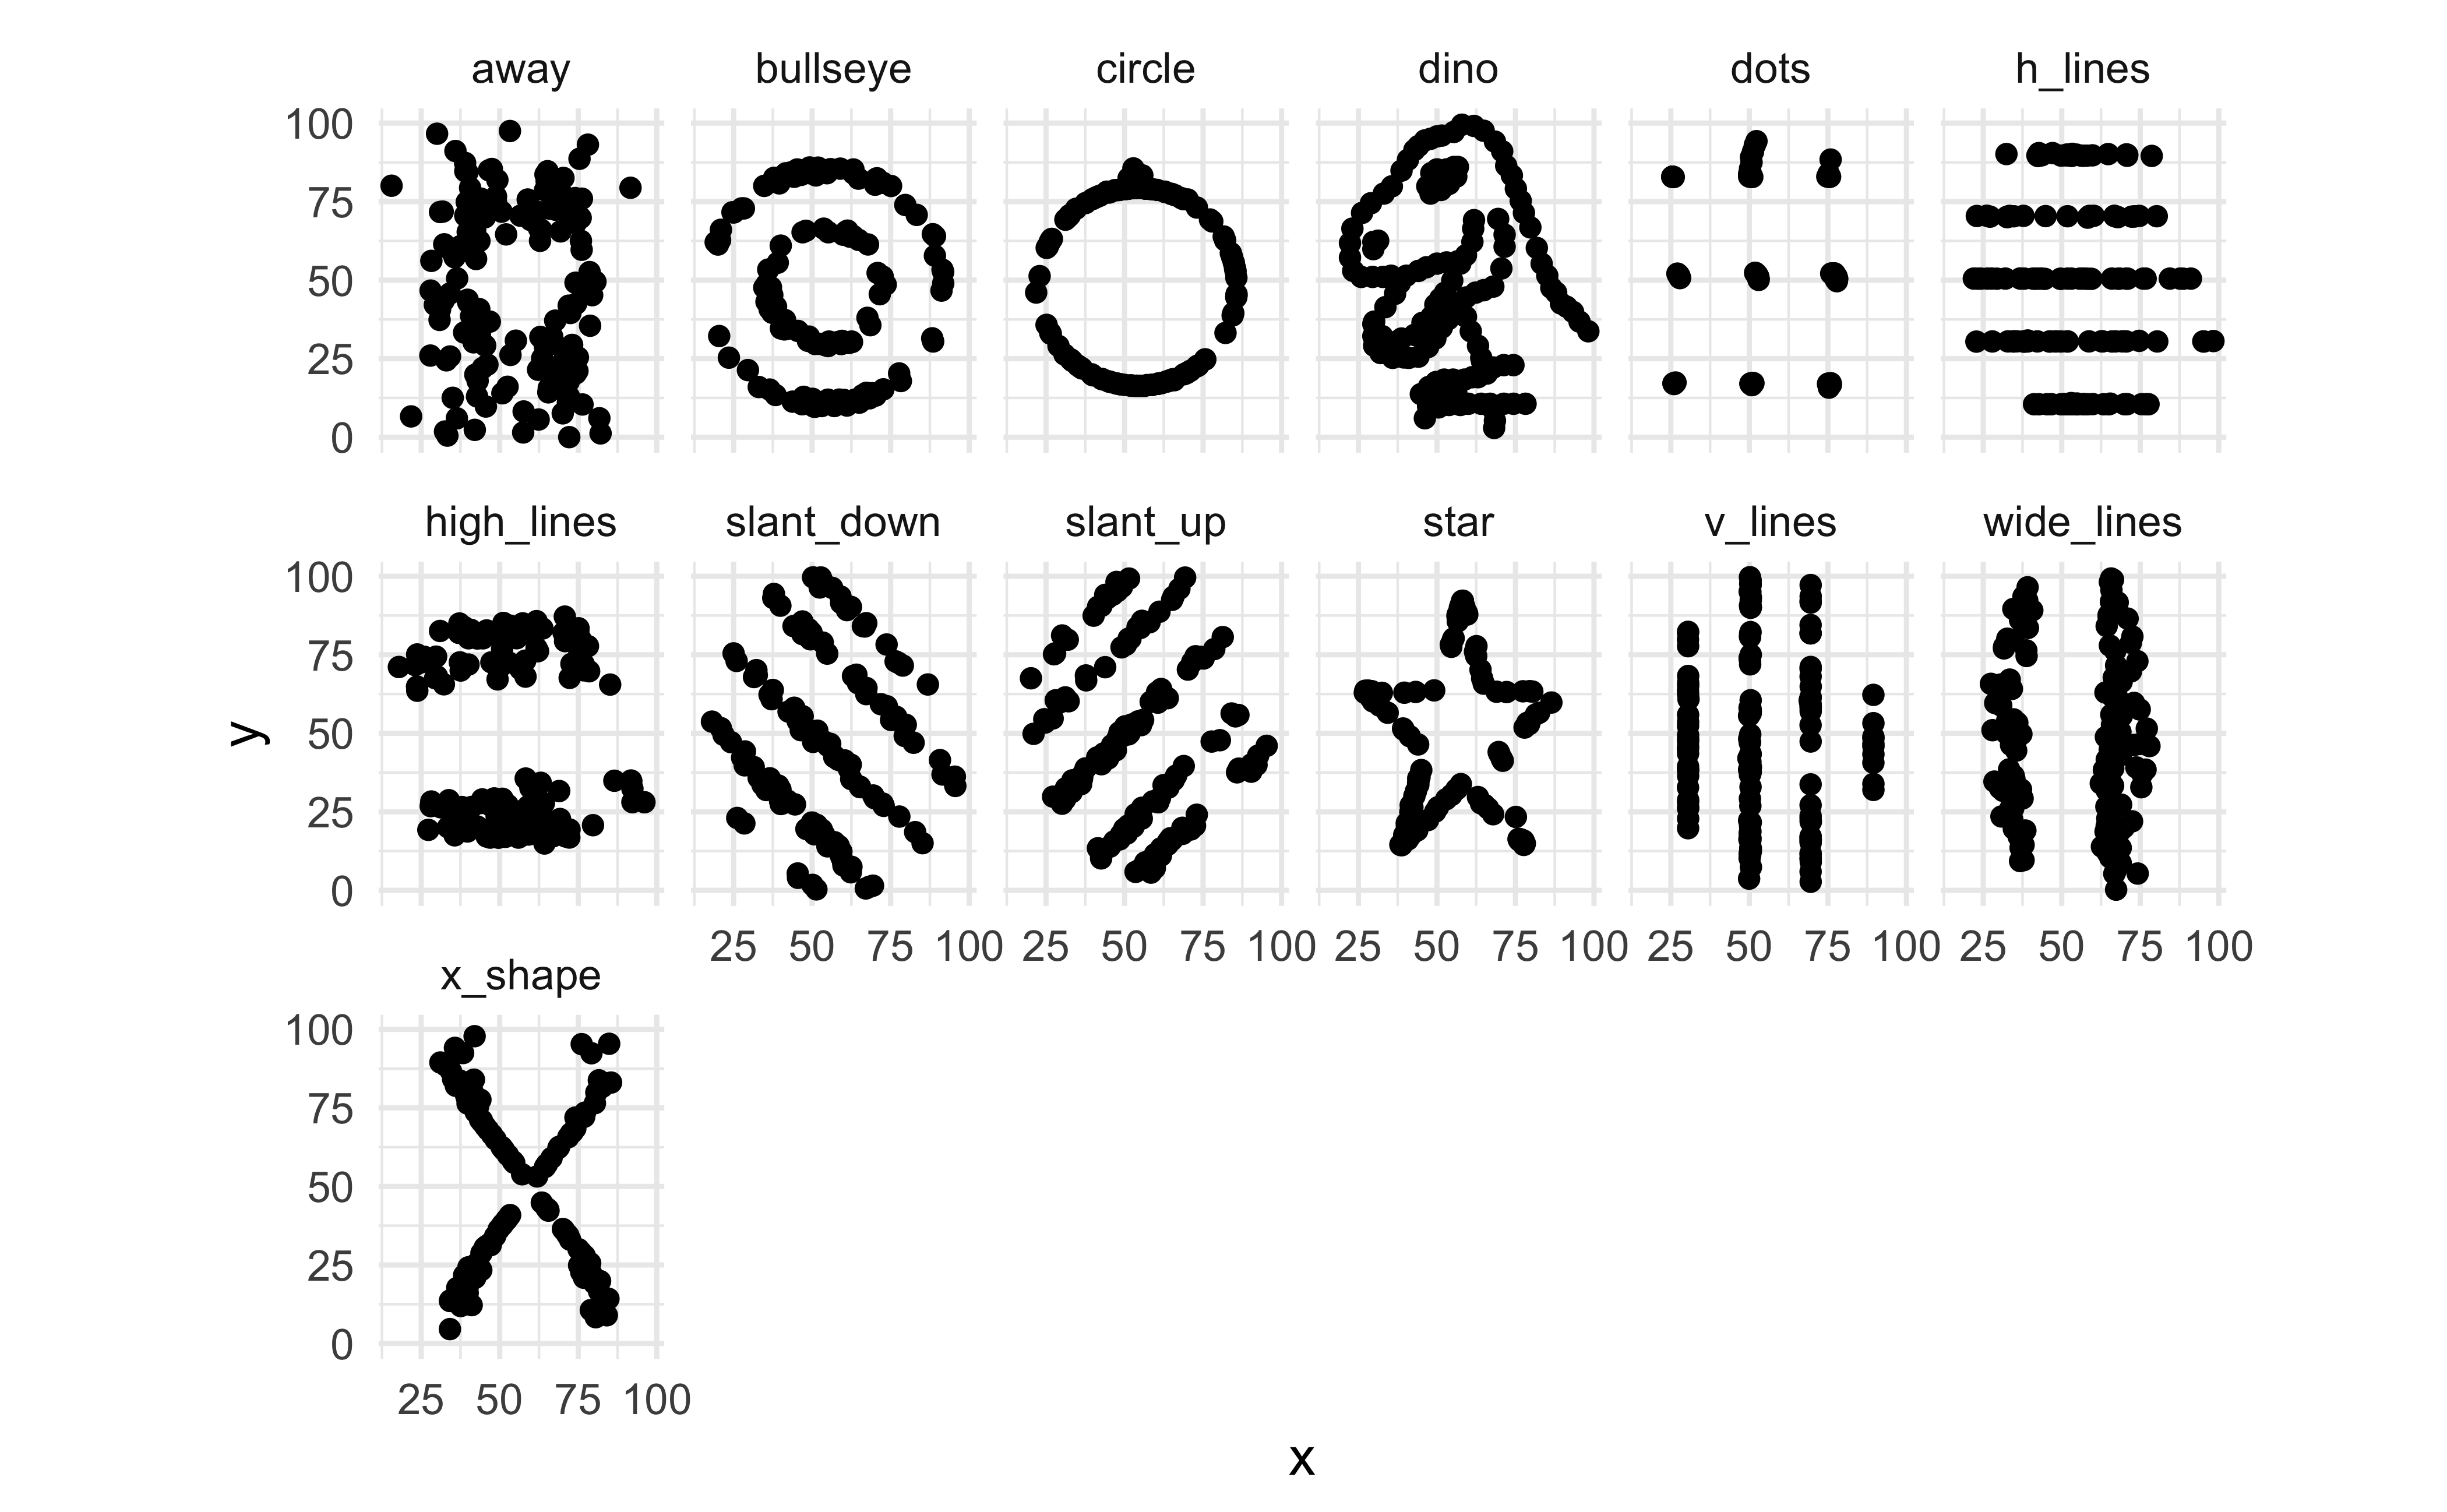 away bullseye circle dino dots h_lines
100
75
50
25
0
high_lines slant_down slant_up star v_lines wide_lines
100
75
50
25
0
y
25 50 75 100 25 50 75 100 25 50 75 100 25 50 75 100 25 50 75 100
x_shape
100
75
50
25
0
25 50 75 100
x